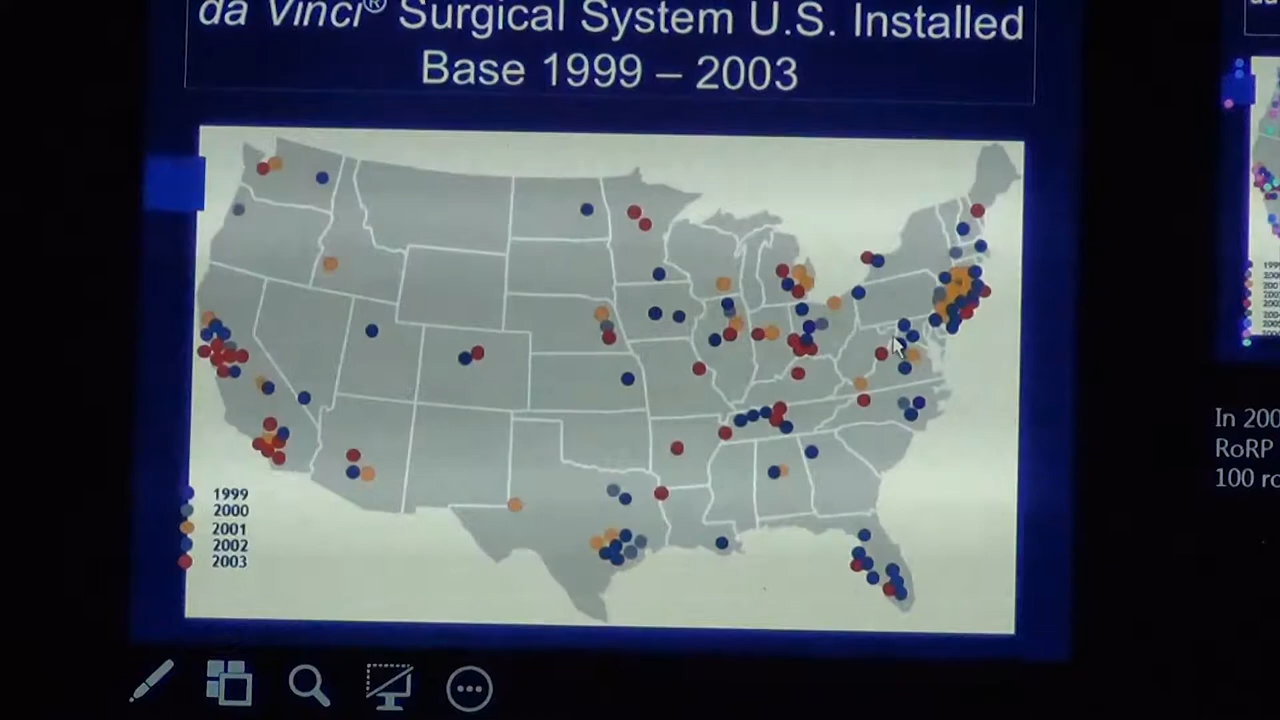 da Vinci® Surgical System U.S. Installed
Base 1999 – 2003
1999
2000
2001
2002
2003
In 200
RoRP
100 ro